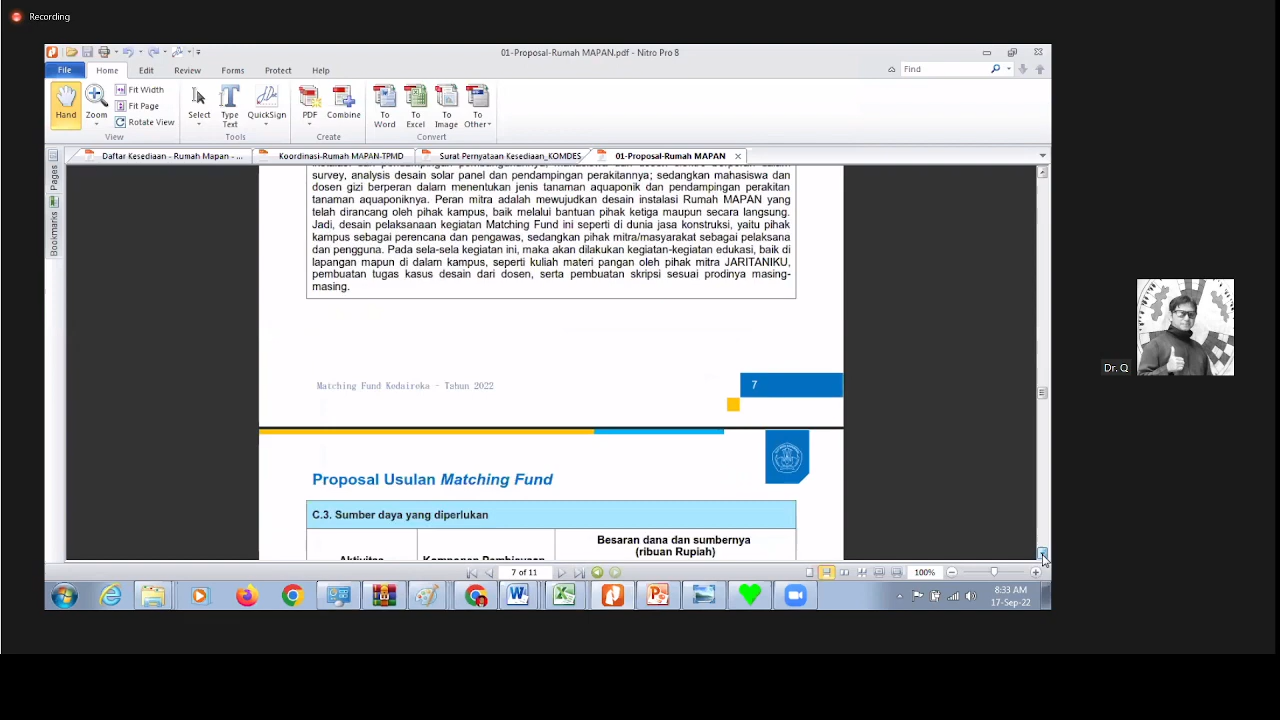 Recording
01-Proposal-Rumah MAPAN.pdf - Nitro Pro 8
File Home Edit Review Forms Protect Help
Find
Hand
Zoom
Fit Width
Fit Page
Rotate View
View
Select
Type Text
QuickSign
Tools
PDF
Combine
Create
To Word
To Excel
To Image
To Other
Convert
Daftar Kesediaan - Rumah Mapan - ...
Koordinasi-Rumah MAPAN-TPMD
Surat Pernyataan Kesediaan_KOMDES
01-Proposal-Rumah MAPAN
Pages
Bookmarks
survey, analysis desain solar panel dan pendampingan perakitannya; sedangkan mahasiswa dan
dosen gizi berperan dalam menentukan jenis tanaman aquaponik dan pendampingan perakitan
tanaman aquaponiknya. Peran mitra adalah mewujudkan desain instalasi Rumah MAPAN yang
telah dirancang oleh pihak kampus, baik melalui bantuan pihak ketiga maupun secara langsung.
Jadi, desain pelaksanaan kegiatan Matching Fund ini seperti di dunia jasa konstruksi, yaitu pihak
kampus sebagai perencana dan pengawas, sedangkan pihak mitra/masyarakat sebagai pelaksana
dan pengguna. Pada sela-sela kegiatan ini, maka akan dilakukan kegiatan-kegiatan edukasi, baik di
lapangan mapun di dalam kampus, seperti kuliah materi pangan oleh pihak mitra JARITANIKU,
pembuatan tugas kasus desain dari dosen, serta pembuatan skripsi sesuai prodinya masing-
masing.
Matching Fund Kedaireka – Tahun 2022
7
Proposal Usulan Matching Fund
C.3. Sumber daya yang diperlukan
Besaran dana dan sumbernya
(ribuan Rupiah)
Aktivitas
Komponen Pembiayaan
7 of 11
100%
8:33 AM
17-Sep-22
Dr. Q